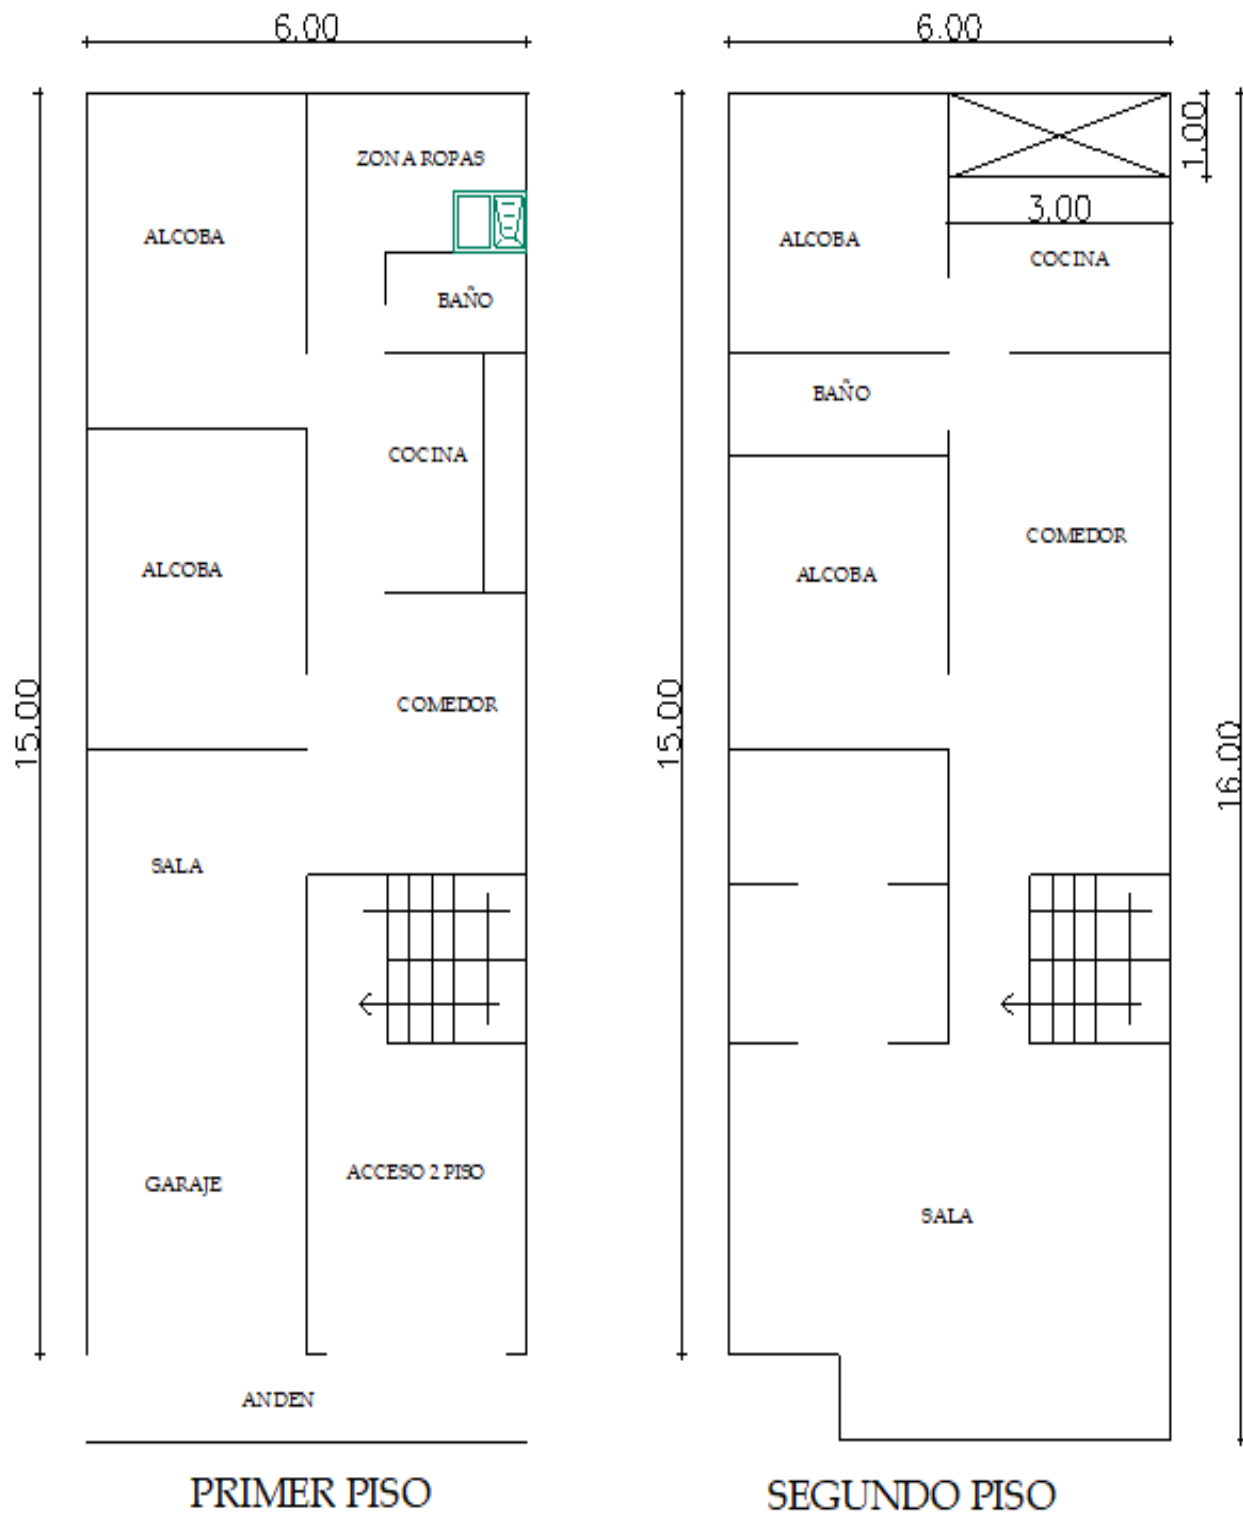 6.00
ZONA ROPAS
ALCOBA
BAÑO
COCINA
ALCOBA
COMEDOR
15.00
SALA
GARAJE
ACCESO 2 PISO
ANDEN
PRIMER PISO
6.00
1.00
3.00
ALCOBA
COCINA
BAÑO
COMEDOR
ALCOBA
15.00
16.00
SALA
SEGUNDO PISO